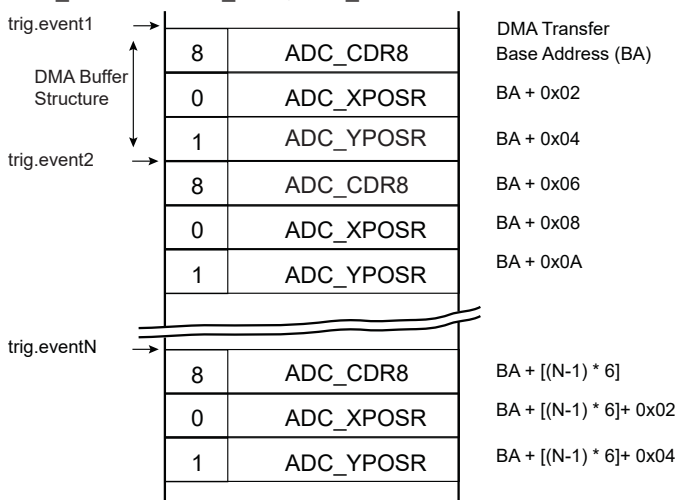 trig.event1
DMA Transfer
8 ADC_CDR8 Base Address (BA)
DMA Buffer
Structure
0 ADC_XPOSR BA + 0x02
1 ADC_YPOSR BA + 0x04
trig.event2
8 ADC_CDR8 BA + 0x06
0 ADC_XPOSR BA + 0x08
1 ADC_YPOSR BA + 0x0A
trig.eventN
8 ADC_CDR8 BA + [(N-1) * 6]
0 ADC_XPOSR BA + [(N-1) * 6]+ 0x02
1 ADC_YPOSR BA + [(N-1) * 6]+ 0x04